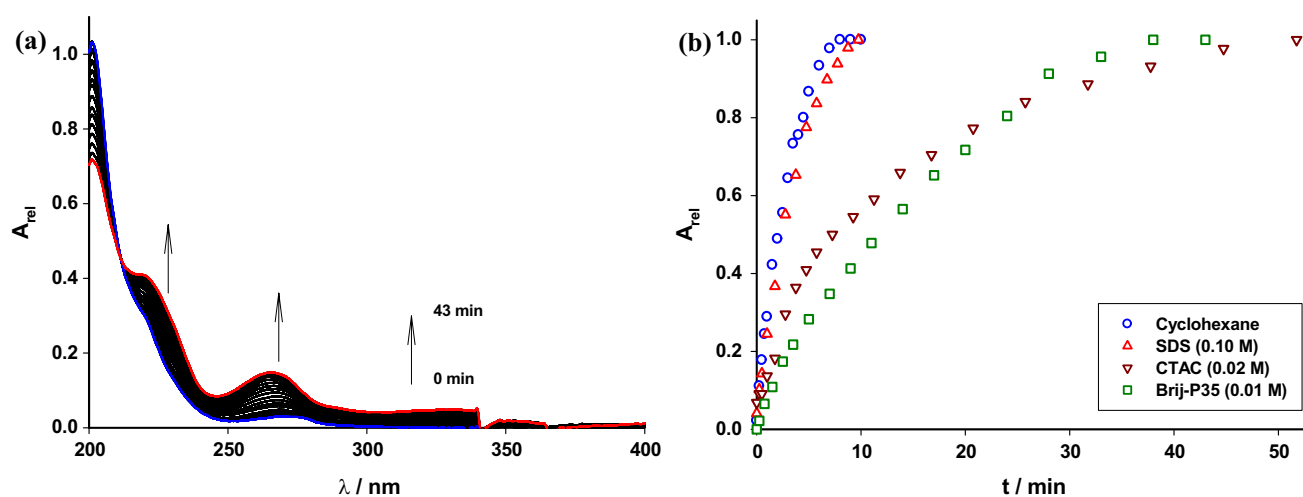 (a)
1.0
0.8
0.6
0.4
0.2
0.0
A_rel
43 min
0 min
200 250 300 350 400
λ / nm
(b)
1.0
0.8
0.6
0.4
0.2
0.0
A_rel
Cyclohexane
SDS (0.10 M)
CTAC (0.02 M)
Brij-P35 (0.01 M)
0 10 20 30 40 50
t / min